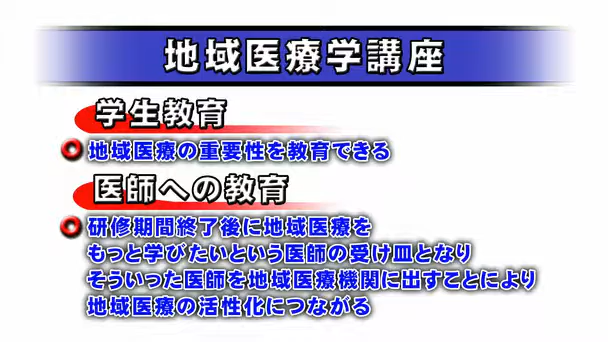 地域医療学講座
学生教育
地域医療の重要性を教育できる
医師への教育
研修期間終了後に地域医療を
もっと学びたいという医師の受け皿となり
そういった医師を地域医療機関に出すことにより
地域医療の活性化につながる